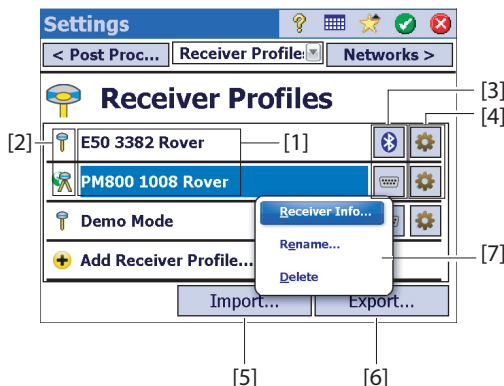 Settings
< Post Proc... Receiver Profile Networks >
Receiver Profiles
[3]
[4]
[2] E50 3382 Rover [1]
PM800 1008 Rover
Receiver Info...
Demo Mode
Rename... [7]
Add Receiver Profile...
Delete
Import... Export...
[5] [6]